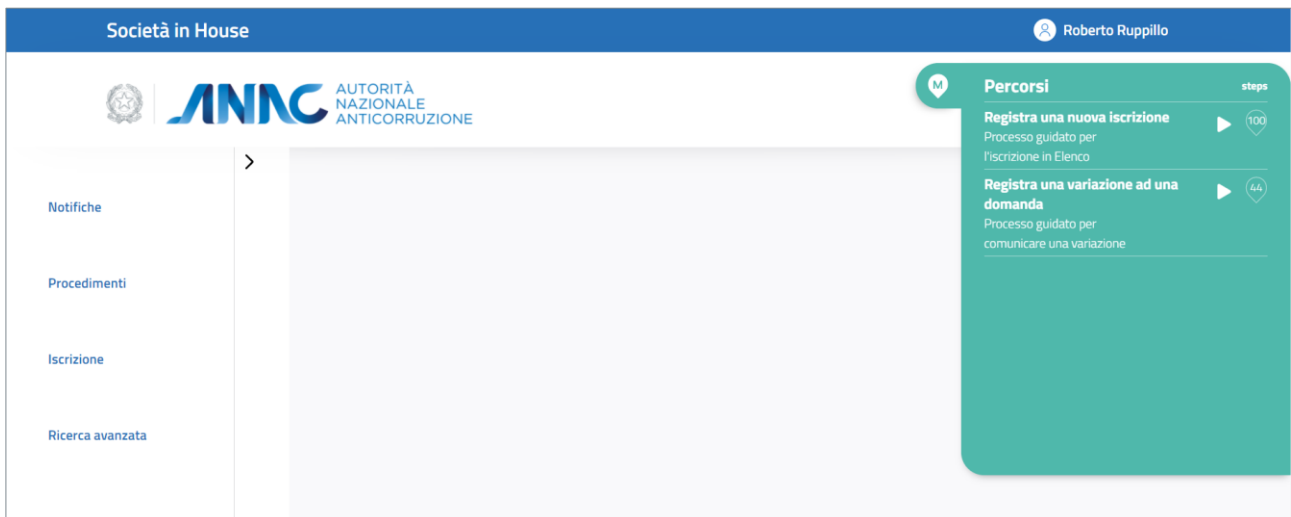 Società in House
Roberto Ruppillo
ANAC
AUTORITÀ
NAZIONALE
ANTICORRUZIONE
Notifiche
Procedimenti
Iscrizione
Ricerca avanzata
M
Percorsi steps
Registra una nuova iscrizione 100
Processo guidato per
l'iscrizione in Elenco
Registra una variazione ad una 44
domanda
Processo guidato per
comunicare una variazione